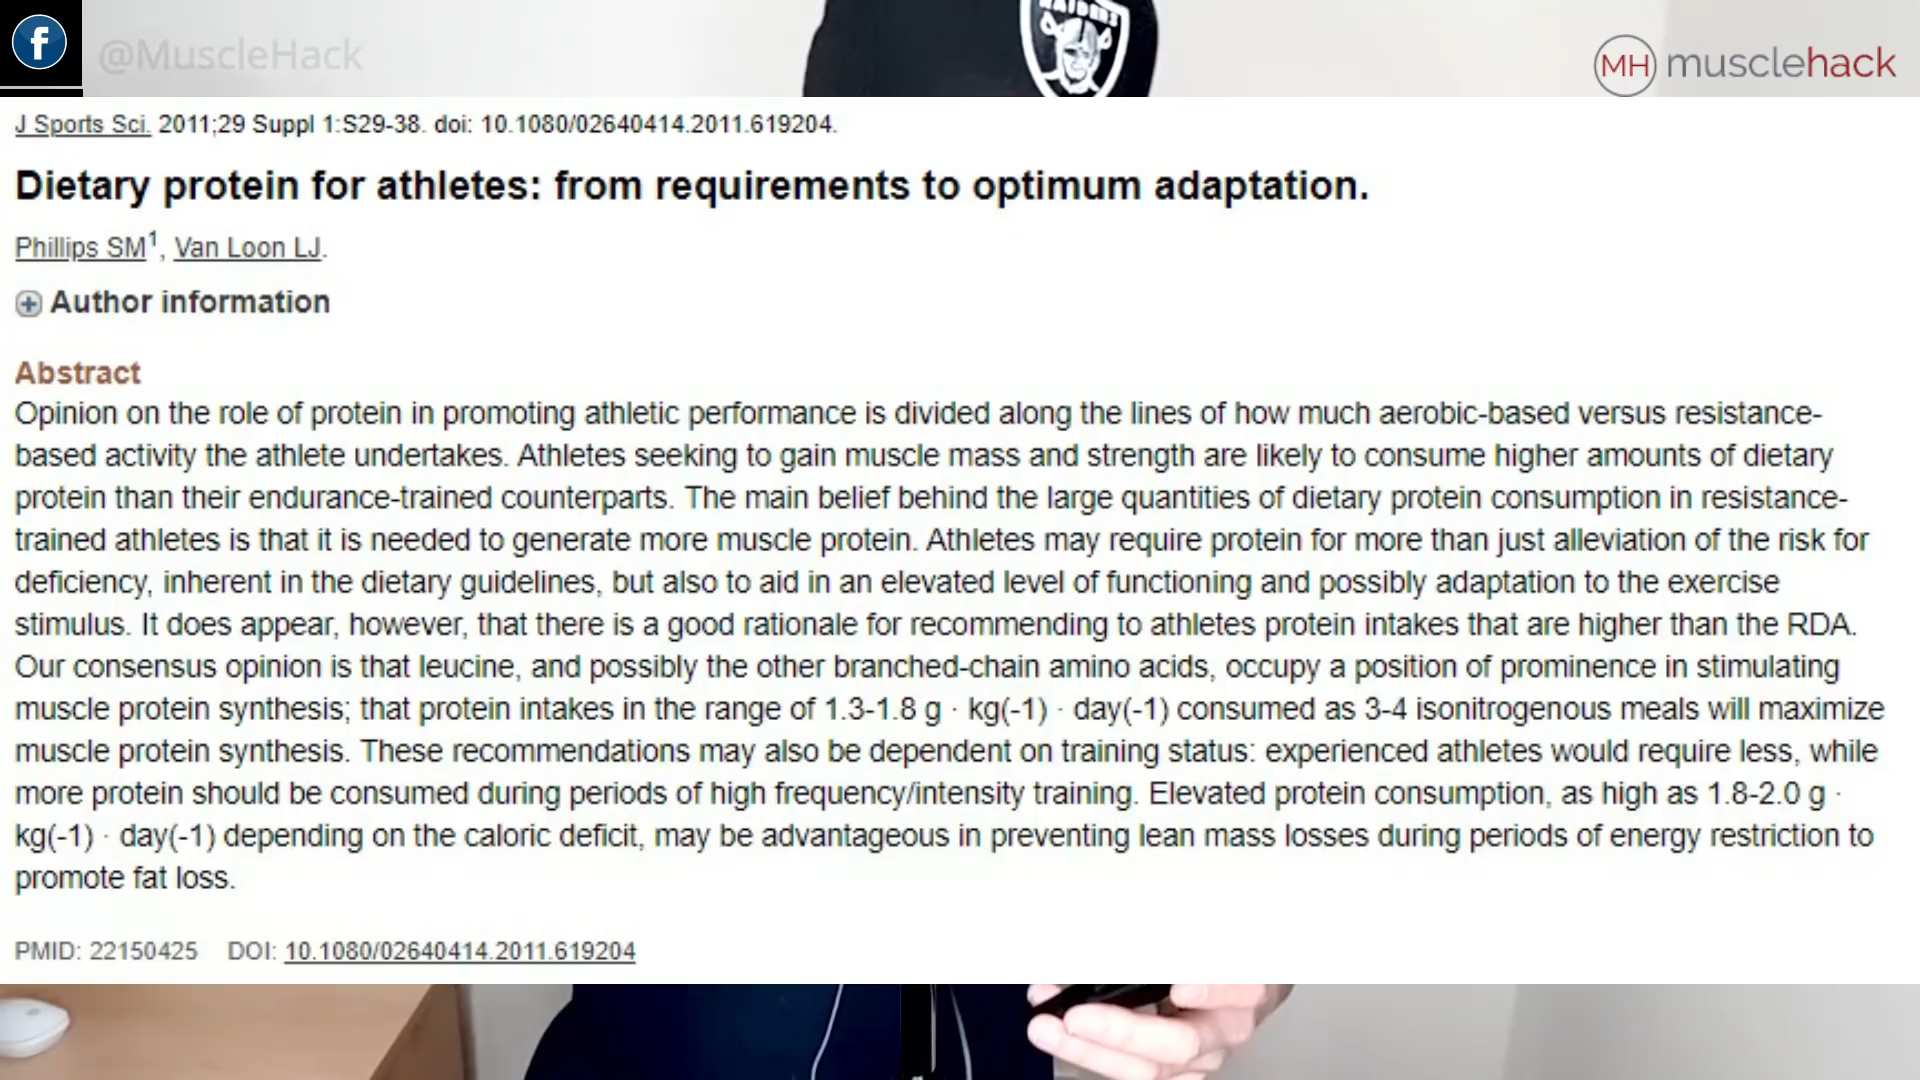 f @MuscleHack
RAIDERS
MH musclehack
J Sports Sci. 2011;29 Suppl 1:S29-38. doi: 10.1080/02640414.2011.619204.
Dietary protein for athletes: from requirements to optimum adaptation.
Phillips SM1, Van Loon LJ.
Author information
Abstract
Opinion on the role of protein in promoting athletic performance is divided along the lines of how much aerobic-based versus resistance-
based activity the athlete undertakes. Athletes seeking to gain muscle mass and strength are likely to consume higher amounts of dietary
protein than their endurance-trained counterparts. The main belief behind the large quantities of dietary protein consumption in resistance-
trained athletes is that it is needed to generate more muscle protein. Athletes may require protein for more than just alleviation of the risk for
deficiency, inherent in the dietary guidelines, but also to aid in an elevated level of functioning and possibly adaptation to the exercise
stimulus. It does appear, however, that there is a good rationale for recommending to athletes protein intakes that are higher than the RDA.
Our consensus opinion is that leucine, and possibly the other branched-chain amino acids, occupy a position of prominence in stimulating
muscle protein synthesis; that protein intakes in the range of 1.3-1.8 g · kg(-1) · day(-1) consumed as 3-4 isonitrogenous meals will maximize
muscle protein synthesis. These recommendations may also be dependent on training status: experienced athletes would require less, while
more protein should be consumed during periods of high frequency/intensity training. Elevated protein consumption, as high as 1.8-2.0 g ·
kg(-1) · day(-1) depending on the caloric deficit, may be advantageous in preventing lean mass losses during periods of energy restriction to
promote fat loss.
PMID: 22150425 DOI: 10.1080/02640414.2011.619204